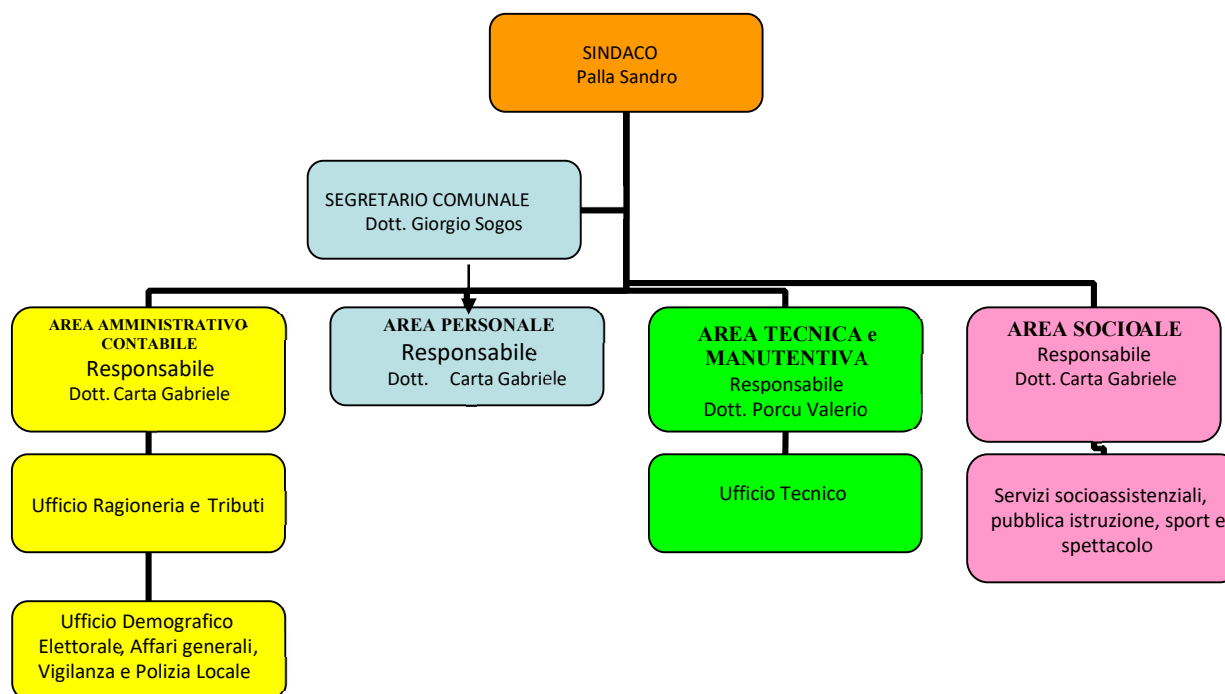 SINDACO
Palla Sandro
SEGRETARIO COMUNALE
Dott. Giorgio Sogos
AREA AMMINISTRATIVO-
CONTABILE
Responsabile
Dott. Carta Gabriele
AREA PERSONALE
Responsabile
Dott. Carta Gabriele
AREA TECNICA e
MANUTENTIVA
Responsabile
Dott. Porcu Valerio
AREA SOCIOALE
Responsabile
Dott. Carta Gabriele
Ufficio Ragioneria e Tributi
Ufficio Tecnico
Servizi socioassistenziali,
pubblica istruzione, sport e
spettacolo
Ufficio Demografico
Elettorale, Affari generali,
Vigilanza e Polizia Locale